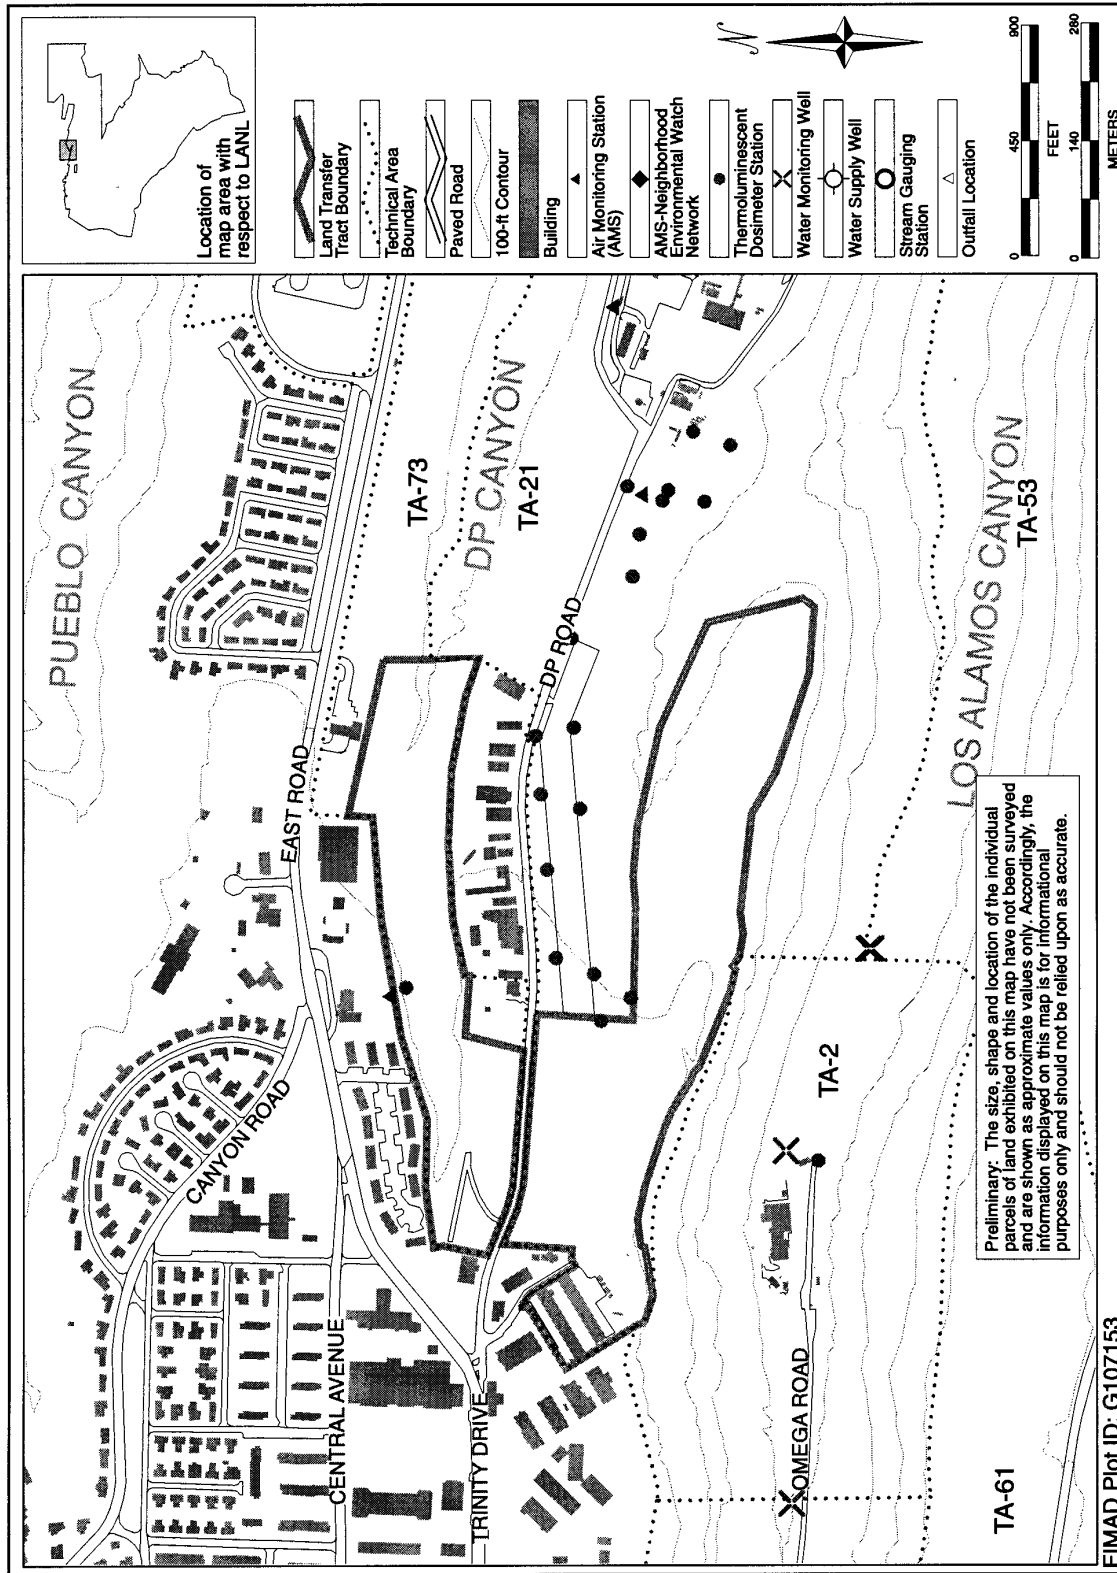 PUEBLO CANYON
CANYON ROAD
EAST ROAD
CENTRAL AVENUE
TRINITY DRIVE
TA-73
DP CANYON
TA-21
DP ROAD
OMEGA ROAD
TA-2
TA-61
LOS ALAMOS CANYON
TA-53
Preliminary: The size, shape and location of the individual
parcels of land exhibited on this map have not been surveyed
and are shown as approximate values only. Accordingly, the
information displayed on this map is for informational
purposes only and should not be relied upon as accurate.
FIMAD Plot ID: G107153
Location of
map area with
respect to LANL
Land Transfer
Tract Boundary
Technical Area
Boundary
Paved Road
100-ft Contour
Building
Air Monitoring Station
(AMS)
AMS-Neighborhood
Environmental Watch
Network
Thermoluminescent
Dosimeter Station
Water Monitoring Well
Water Supply Well
Stream Gauging
Station
Outfall Location
N
0 450 900
FEET
0 140 280
METERS